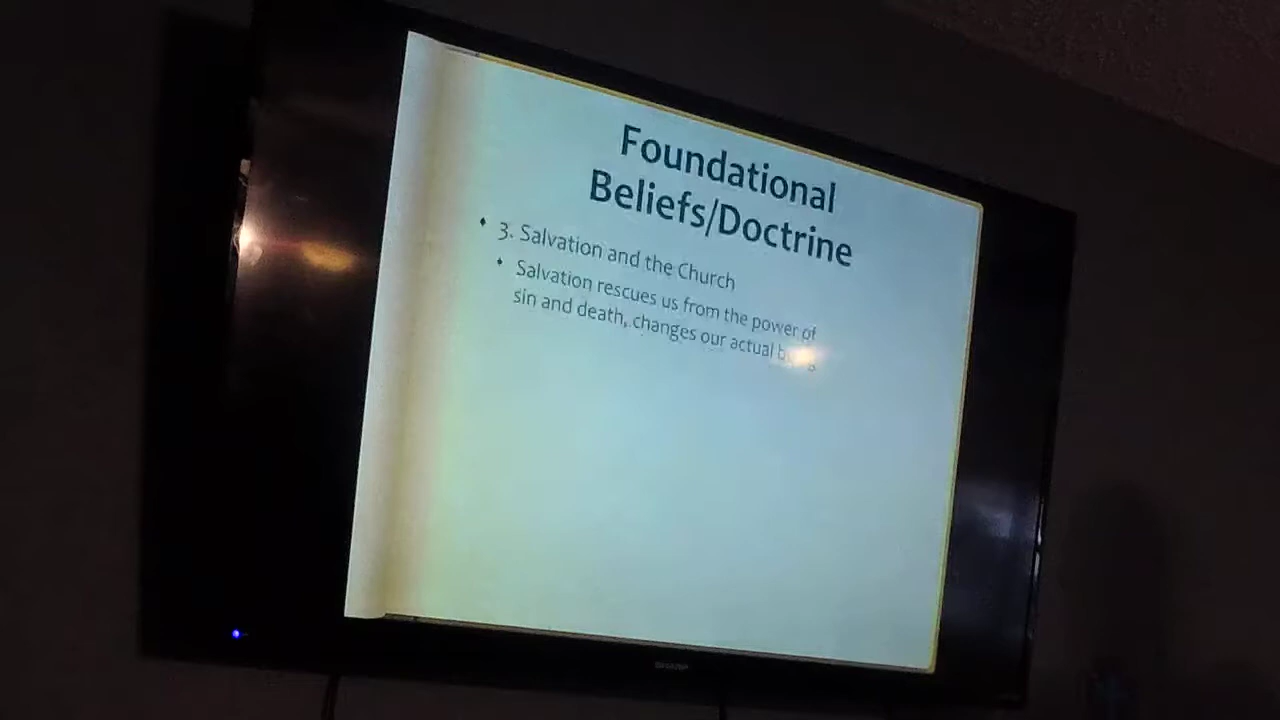 Foundational
Beliefs/Doctrine
3. Salvation and the Church
Salvation rescues us from the power of
sin and death, changes our actual
SHARP